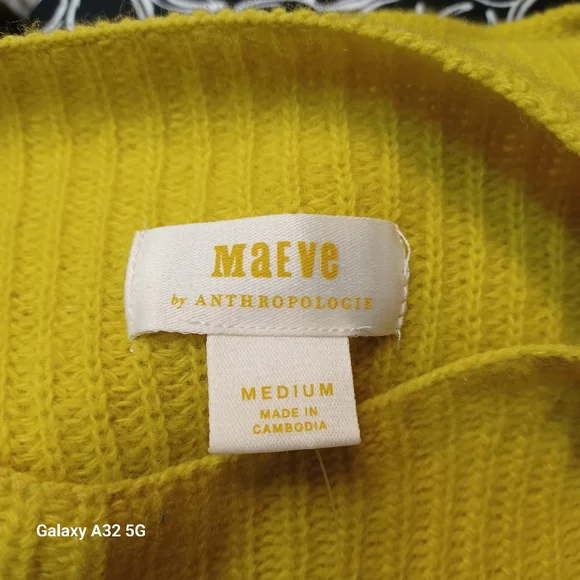 MaEVe
by ANTHROPOLOGIE
MEDIUM
MADE IN
CAMBODIA
Galaxy A32 5G